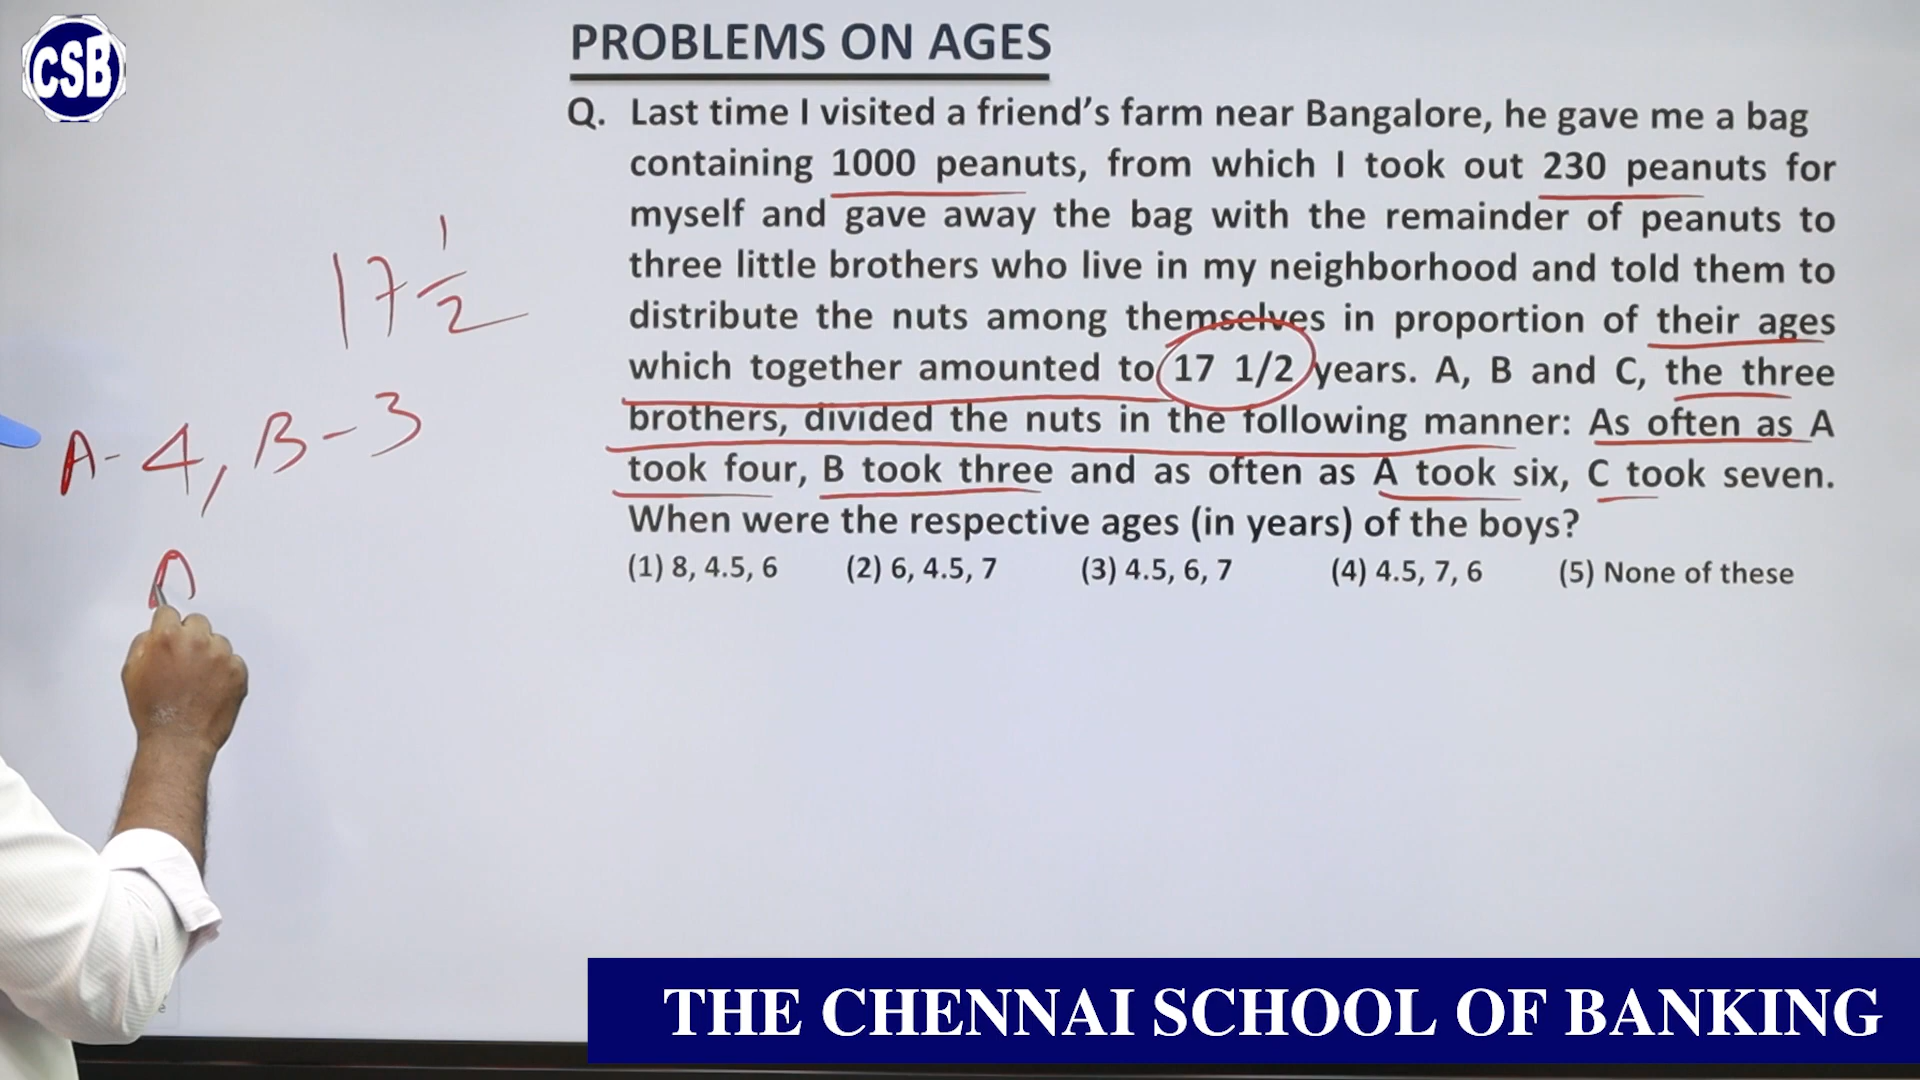 CSB
PROBLEMS ON AGES
Q. Last time I visited a friend’s farm near Bangalore, he gave me a bag
containing 1000 peanuts, from which I took out 230 peanuts for
myself and gave away the bag with the remainder of peanuts to
three little brothers who live in my neighborhood and told them to
distribute the nuts among themselves in proportion of their ages
which together amounted to 17 1/2 years. A, B and C, the three
brothers, divided the nuts in the following manner: As often as A
took four, B took three and as often as A took six, C took seven.
When were the respective ages (in years) of the boys?
(1) 8, 4.5, 6 (2) 6, 4.5, 7 (3) 4.5, 6, 7 (4) 4.5, 7, 6 (5) None of these
17 1/2
A - 4, B - 3
THE CHENNAI SCHOOL OF BANKING